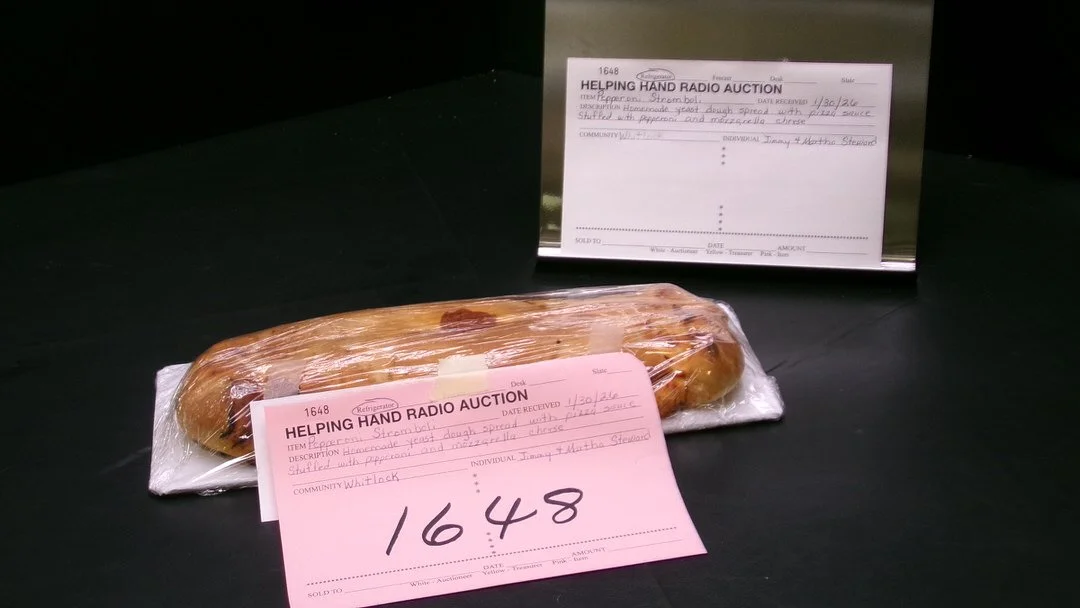 1648 Refrigerator Freezer Desk Slate
HELPING HAND RADIO AUCTION
ITEM Pepperoni Stromboli DATE RECEIVED 1/30/26
DESCRIPTION Homemade yeast dough spread with pizza sauce
Stuffed with pepperoni and mozzarella cheese
COMMUNITY Whitlock INDIVIDUAL Jimmy & Martha Steward
SOLD TO DATE AMOUNT
White - Auctioneer Yellow - Treasurer Pink - Item
1648 Refrigerator Desk Slate
HELPING HAND RADIO AUCTION
ITEM Pepperoni Stromboli DATE RECEIVED 1/30/26
DESCRIPTION Homemade yeast dough spread with pizza sauce
Stuffed with pepperoni and mozzarella cheese
COMMUNITY Whitlock INDIVIDUAL Jimmy & Martha Steward
1648
SOLD TO DATE AMOUNT
White - Auctioneer Yellow - Treasurer Pink - Item